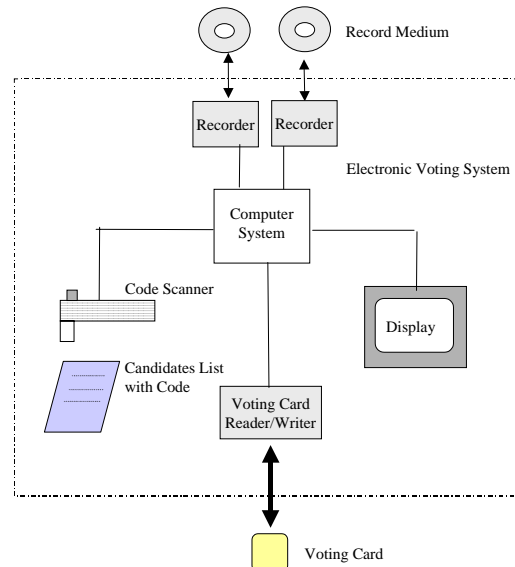 Record Medium
Recorder
Recorder
Electronic Voting System
Computer
System
Code Scanner
Display
Candidates List
with Code
Voting Card
Reader/Writer
Voting Card